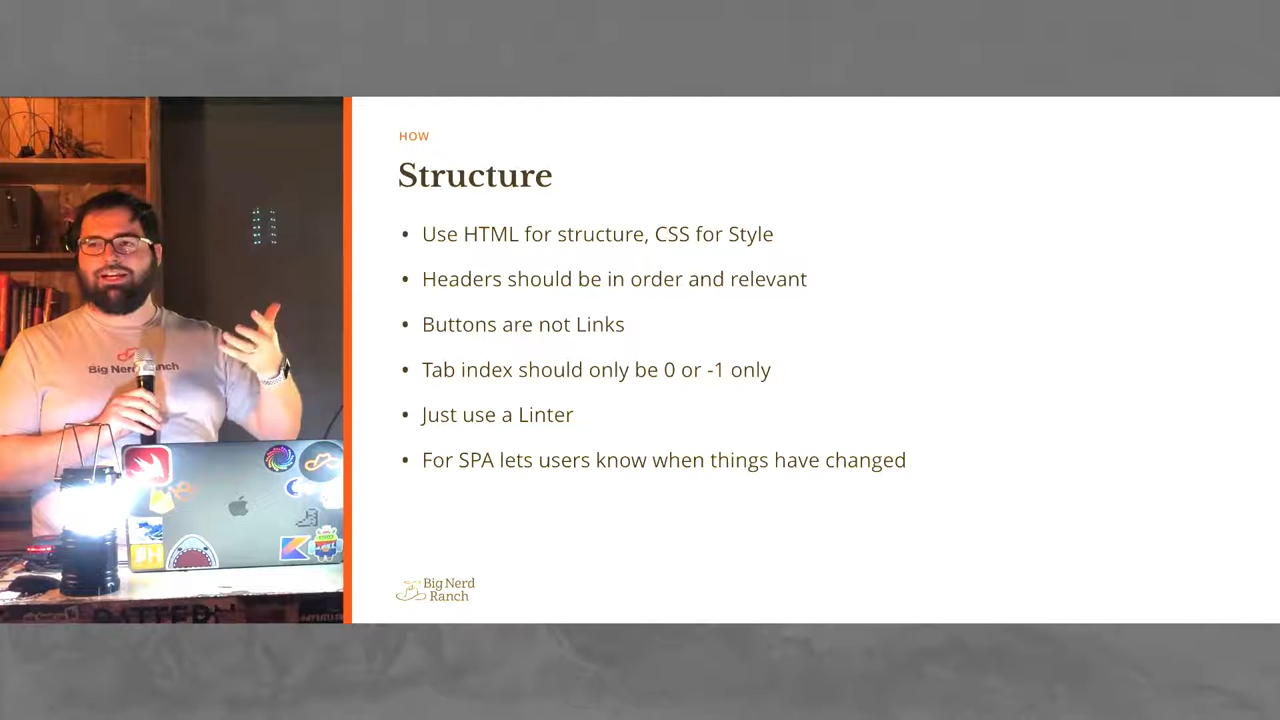 HOW
Structure
• Use HTML for structure, CSS for Style
• Headers should be in order and relevant
• Buttons are not Links
• Tab index should only be 0 or -1 only
• Just use a Linter
• For SPA lets users know when things have changed
Big Nerd
Ranch
Big Nerd Ranch
PH